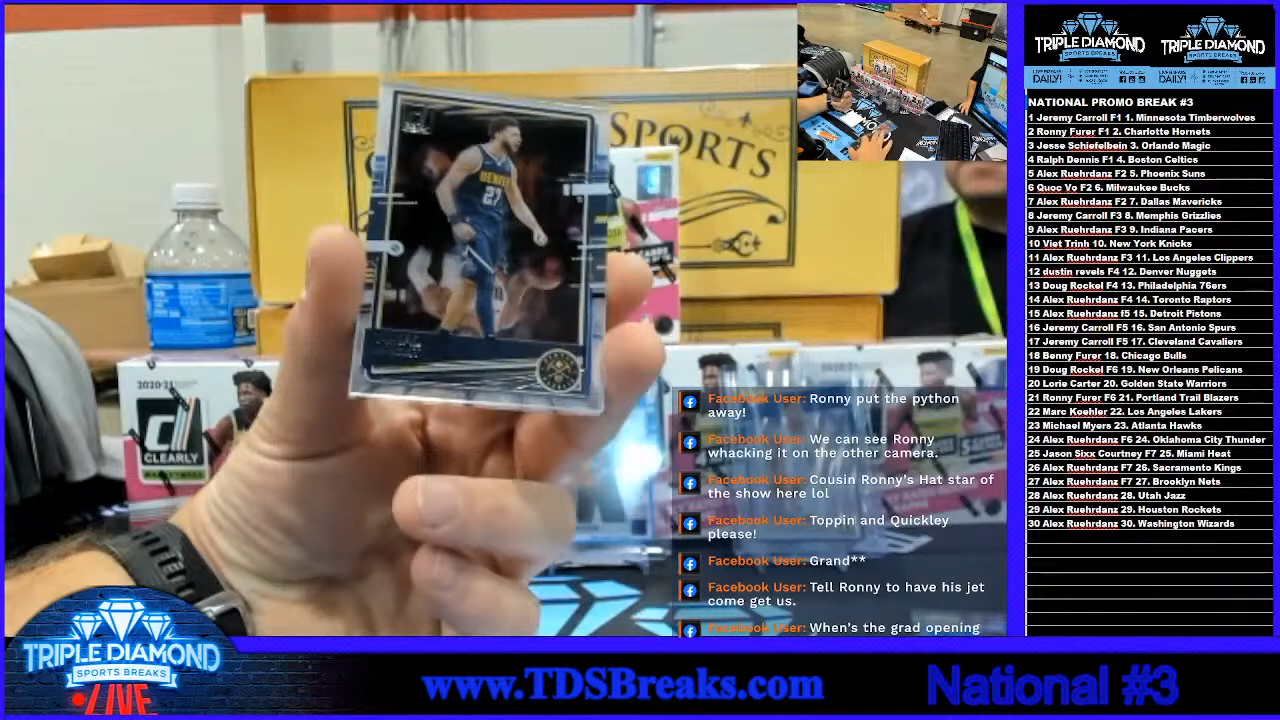 SPORTS
DENVER
27
2020-21
CLEARLY
TRIPLE DIAMOND
SPORTS BREAKS
TRIPLE DIAMOND
SPORTS BREAKS
LIVE BREAKS
DAILY!
LIVE BREAKS
DAILY!
NATIONAL PROMO BREAK #3
1 Jeremy Carroll F1 1. Minnesota Timberwolves
2 Ronny Furer F1 2. Charlotte Hornets
3 Jesse Schiefelbein 3. Orlando Magic
4 Ralph Dennis F1 4. Boston Celtics
5 Alex Ruehrdanz F2 5. Phoenix Suns
6 Quoc Vo F2 6. Milwaukee Bucks
7 Alex Ruehrdanz F2 7. Dallas Mavericks
8 Jeremy Carroll F3 8. Memphis Grizzlies
9 Alex Ruehrdanz F3 9. Indiana Pacers
10 Viet Trinh 10. New York Knicks
11 Alex Ruehrdanz F3 11. Los Angeles Clippers
12 dustin revels F4 12. Denver Nuggets
13 Doug Rockel F4 13. Philadelphia 76ers
14 Alex Ruehrdanz F4 14. Toronto Raptors
15 Alex Ruehrdanz f5 15. Detroit Pistons
16 Jeremy Carroll F5 16. San Antonio Spurs
17 Jeremy Carroll F5 17. Cleveland Cavaliers
18 Benny Furer 18. Chicago Bulls
19 Doug Rockel F6 19. New Orleans Pelicans
20 Lorie Carter 20. Golden State Warriors
21 Ronny Furer F6 21. Portland Trail Blazers
22 Marc Koehler 22. Los Angeles Lakers
23 Michael Myers 23. Atlanta Hawks
24 Alex Ruehrdanz F6 24. Oklahoma City Thunder
25 Jason Sixx Courtney F7 25. Miami Heat
26 Alex Ruehrdanz F7 26. Sacramento Kings
27 Alex Ruehrdanz F7 27. Brooklyn Nets
28 Alex Ruehrdanz 28. Utah Jazz
29 Alex Ruehrdanz 29. Houston Rockets
30 Alex Ruehrdanz 30. Washington Wizards
Facebook User: Ronny put the python
away!
Facebook User: We can see Ronny
whacking it on the other camera.
Facebook User: Cousin Ronny's Hat star of
the show here lol
Facebook User: Toppin and Quickley
please!
Facebook User: Grand**
Facebook User: Tell Ronny to have his jet
come get us.
Facebook User: When's the grad opening
TRIPLE DIAMOND
SPORTS BREAKS
LIVE
www.TDSBreaks.com
National #3